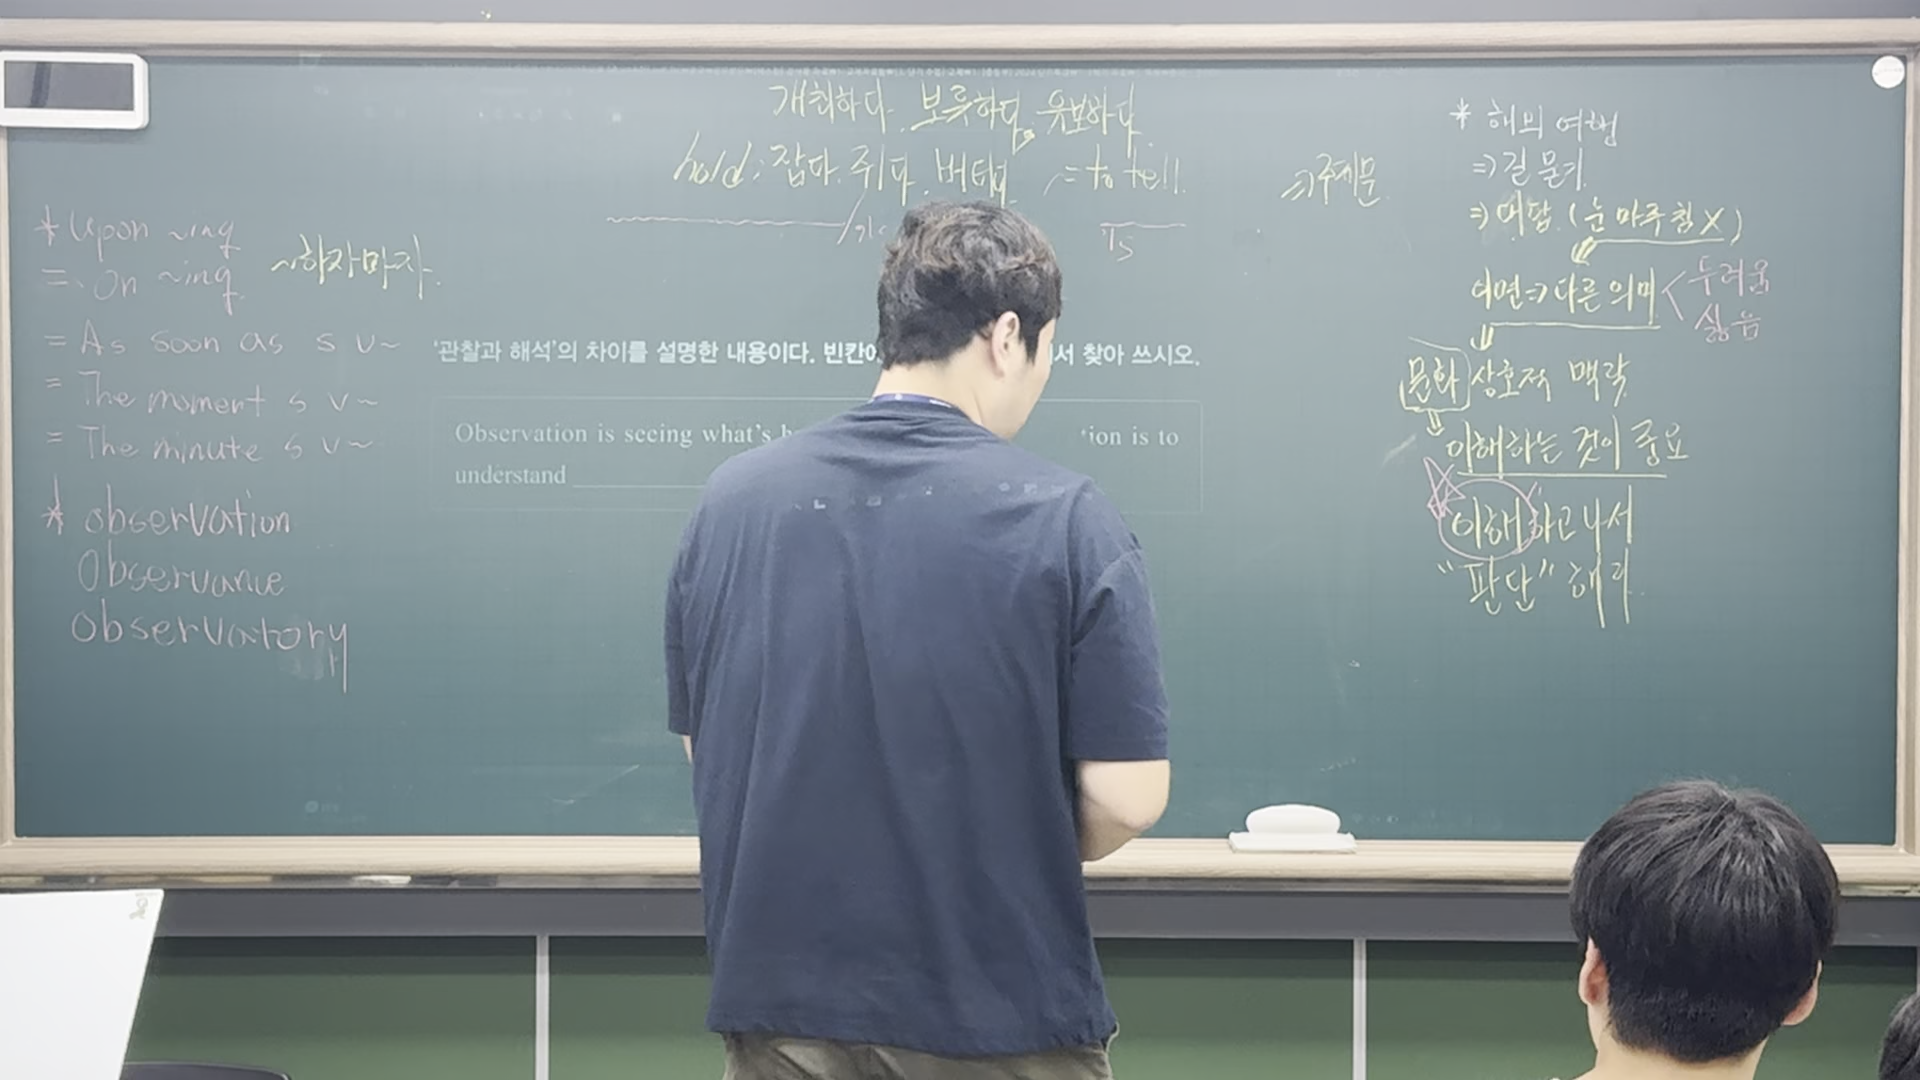 개최하다. 보류하다. 유보하다.
hold: 잡다. 쥐다. 버티다 = to tell.
⇒주제문.
TS
* Upon ~ing
= On ~ing
~하자마자.
= As soon as s v~
= The moment s v~
= The minute s v~
* observation
Observance
observatory
'관찰과 해석'의 차이를 설명한 내용이다. 빈칸에 서 찾아 쓰시오.
Observation is seeing what's tion is to
understand
* 해외 여행
⇒길 묻다.
⇒대답 (눈 마주침 X)
이면⇒다른 의미 < 두려움
싫음
문화 상호적 맥락
이해하는 것이 중요
이해하고 나서
"판단" 해라